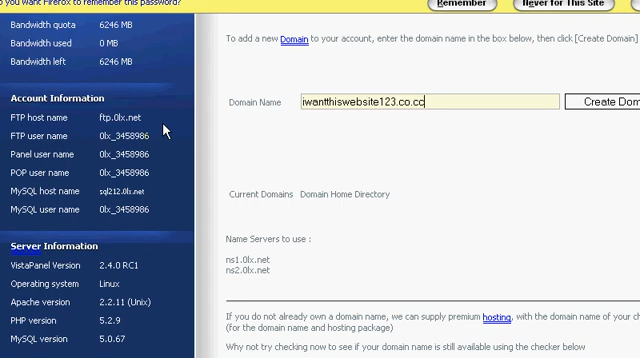 o you want Firefox to remember this password?
Remember
Never for This Site
Bandwidth quota 6246 MB
Bandwidth used 0 MB
Bandwidth left 6246 MB
Account Information
FTP host name ftp.0lx.net
FTP user name 0lx_3458986
Panel user name 0lx_3458986
POP user name 0lx_3458986
MySQL host name sql212.0lx.net
MySQL user name 0lx_3458986
Server Information
VistaPanel Version 2.4.0 RC1
Operating system Linux
Apache version 2.2.11 (Unix)
PHP version 5.2.9
MySQL version 5.0.67
To add a new Domain to your account, enter the domain name in the box below, then click [Create Domain]
Domain Name iwantthiswebsite123.co.cc Create Dom
Current Domains Domain Home Directory
Name Servers to use :
ns1.0lx.net
ns2.0lx.net
If you do not already own a domain name, we can supply premium hosting, with the domain name of your ch
(for the domain name and hosting package)
Why not try checking now to see if your domain name is still available using the checker below